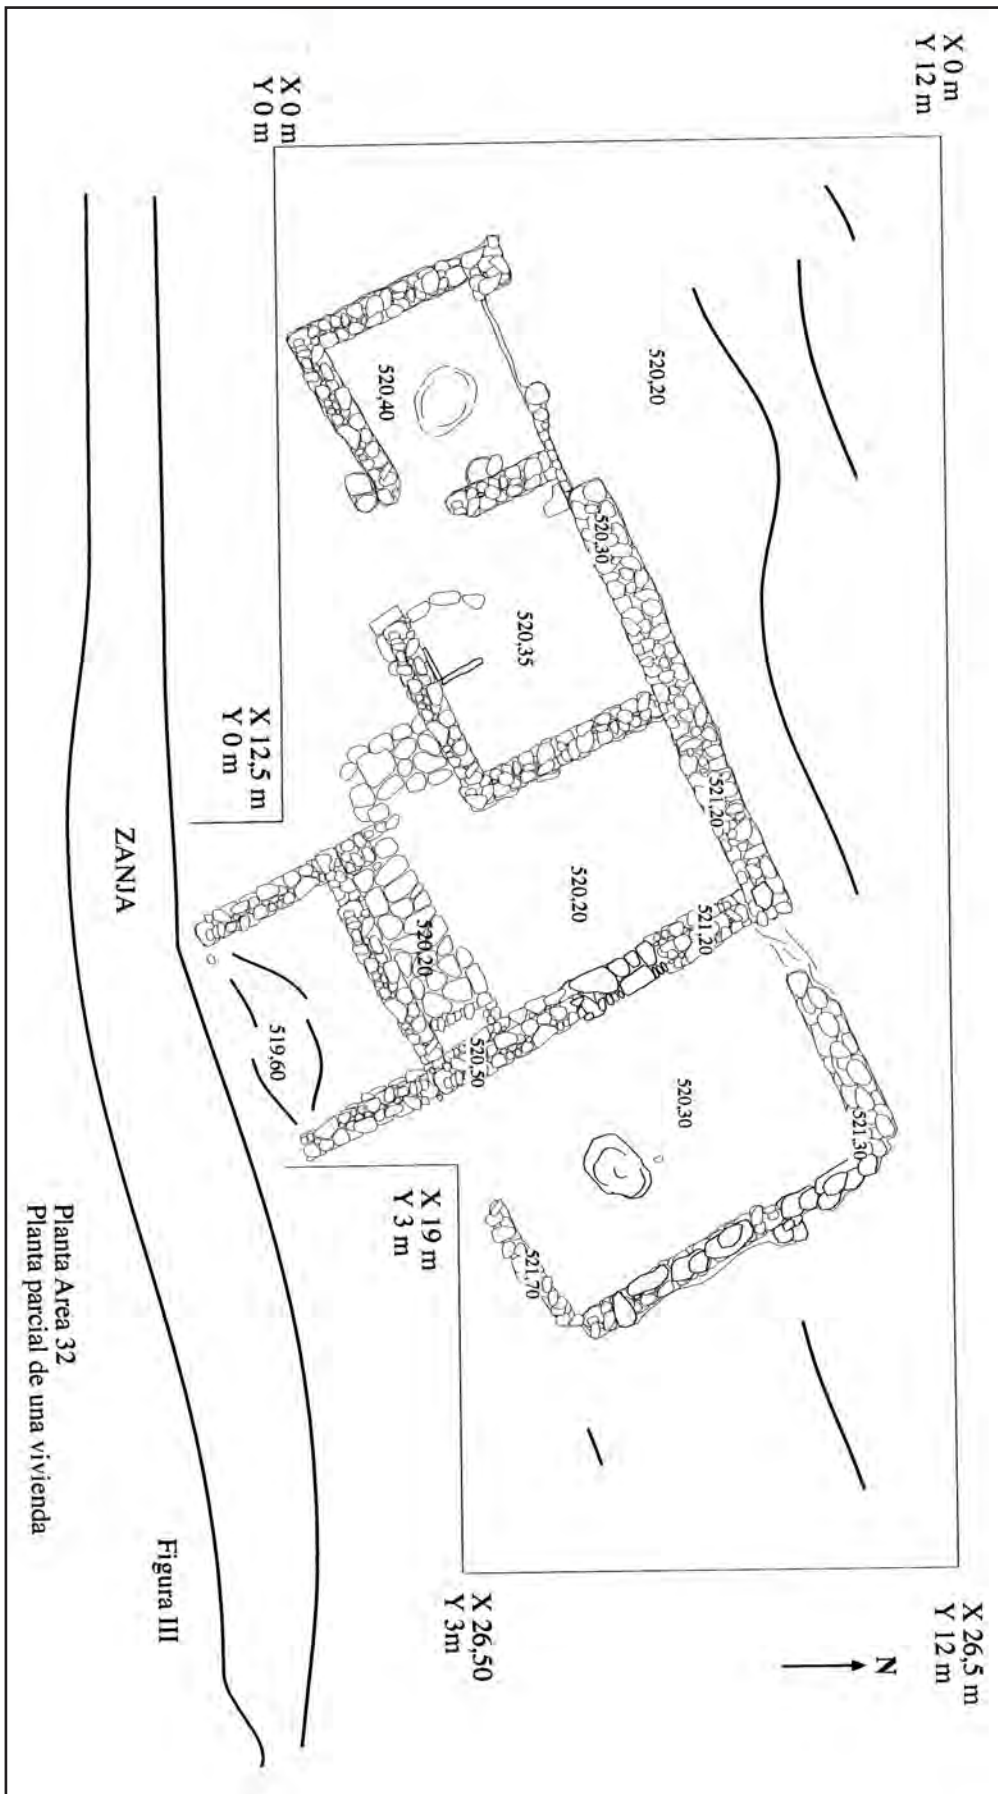 X 0 m
Y 12 m
X 26,5 m
Y 12 m
N
520,20
521,30
521,20
521,20
520,30
520,30
520,20
520,35
520,40
521,70
520,50
520,20
519,60
X 0 m
Y 0 m
X 12,5 m
Y 0 m
X 19 m
Y 3 m
X 26,50
Y 3m
ZANJA
Figura III
Planta Area 32
Planta parcial de una vivienda